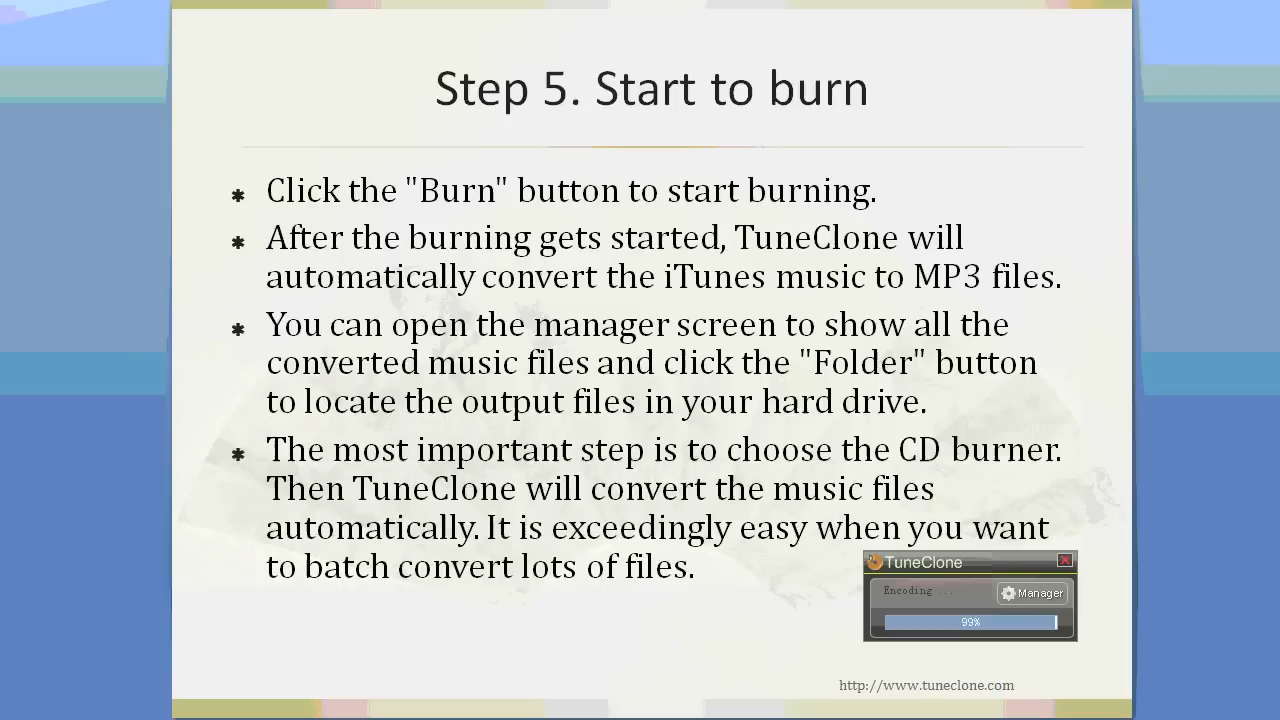 Step 5. Start to burn
Click the "Burn" button to start burning.
After the burning gets started, TuneClone will
automatically convert the iTunes music to MP3 files.
You can open the manager screen to show all the
converted music files and click the "Folder" button
to locate the output files in your hard drive.
The most important step is to choose the CD burner.
Then TuneClone will convert the music files
automatically. It is exceedingly easy when you want
to batch convert lots of files.
TuneClone
Encoding ...
Manager
99%
http://www.tuneclone.com